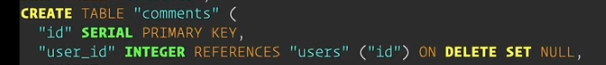 CREATE TABLE "comments" (
"id" SERIAL PRIMARY KEY,
"user_id" INTEGER REFERENCES "users" ("id") ON DELETE SET NULL,